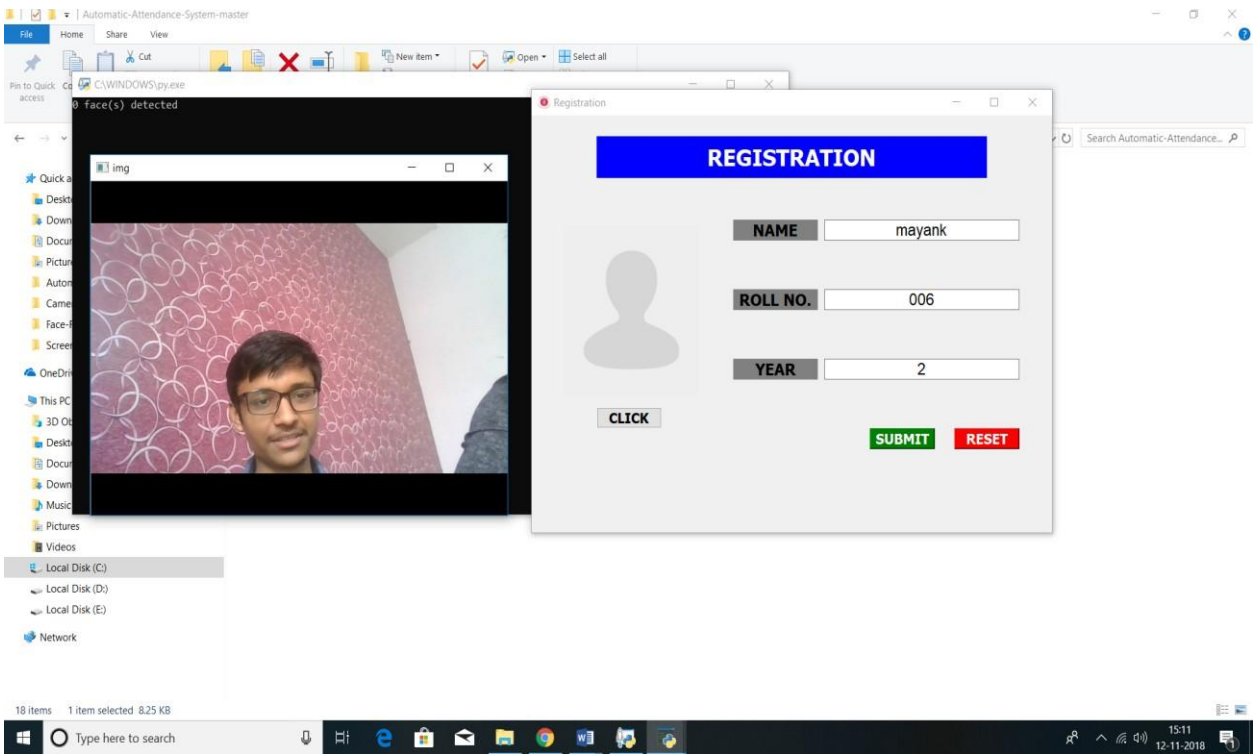 Automatic-Attendance-System-master
File Home Share View
Cut
New item
Open
Select all
Pin to Quick access
C:\WINDOWS\py.exe
0 face(s) detected
img
Registration
REGISTRATION
NAME mayank
ROLL NO. 006
YEAR 2
CLICK
SUBMIT RESET
Search Automatic-Attendance...
Quick a
Deskt
Down
Docur
Pictur
Auton
Came
Face-F
Screer
OneDriv
This PC
3D Ob
Deskt
Docur
Down
Music
Pictures
Videos
Local Disk (C:)
Local Disk (D:)
Local Disk (E:)
Network
18 items 1 item selected 8.25 KB
Type here to search
15:11
12-11-2018